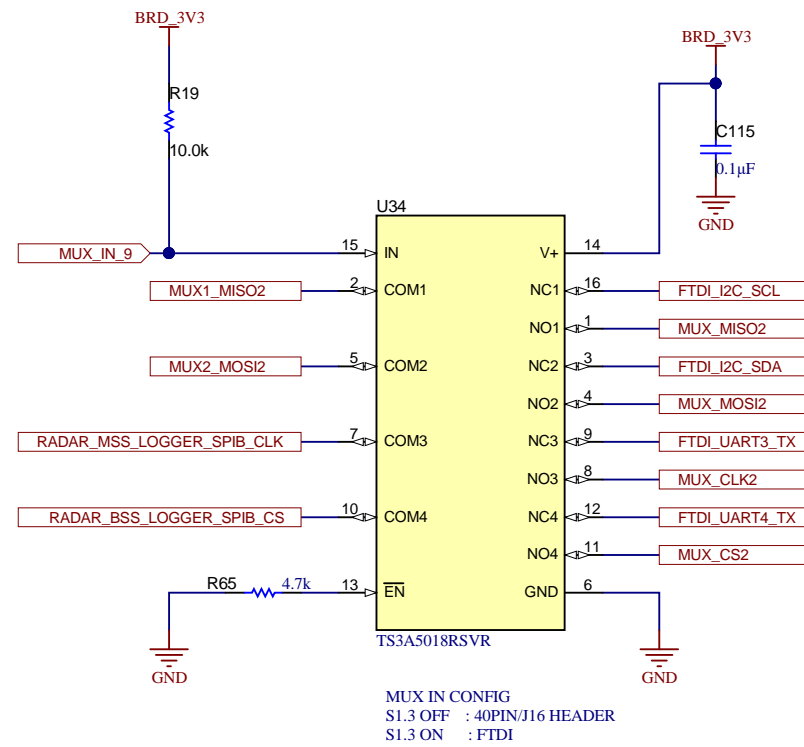 BRD_3V3
BRD_3V3
R19
10.0k
C115
0.1µF
GND
U34
MUX_IN_9
15 IN
V+ 14
MUX1_MISO2
2 COM1
NC1 16
FTDI_I2C_SCL
NO1 1
MUX_MISO2
MUX2_MOSI2
5 COM2
NC2 3
FTDI_I2C_SDA
NO2 4
MUX_MOSI2
RADAR_MSS_LOGGER_SPIB_CLK
7 COM3
NC3 9
FTDI_UART3_TX
NO3 8
MUX_CLK2
RADAR_BSS_LOGGER_SPIB_CS
10 COM4
NC4 12
FTDI_UART4_TX
NO4 11
MUX_CS2
R65 4.7k
13 EN
GND 6
TS3A5018RSVR
GND
GND
MUX IN CONFIG
S1.3 OFF : 40PIN/J16 HEADER
S1.3 ON : FTDI